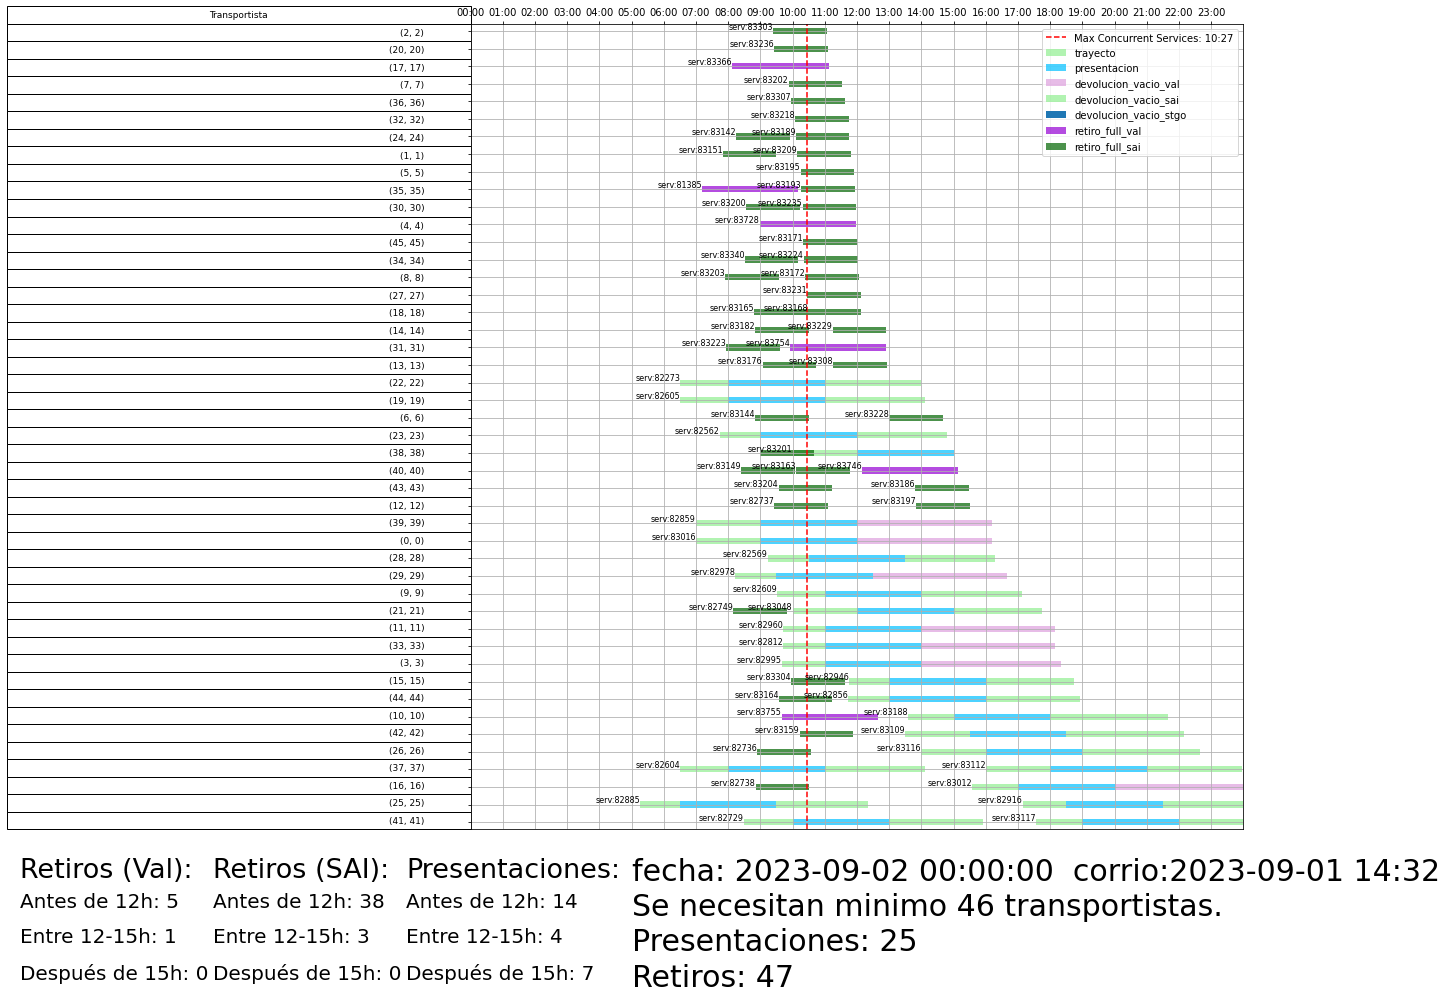 Transportista
00:00 01:00 02:00 03:00 04:00 05:00 06:00 07:00 08:00 09:00 10:00 11:00 12:00 13:00 14:00 15:00 16:00 17:00 18:00 19:00 20:00 21:00 22:00 23:00
Max Concurrent Services: 10:27
trayecto
presentacion
devolucion_vacio_val
devolucion_vacio_sai
devolucion_vacio_stgo
retiro_full_val
retiro_full_sai
(2, 2) serv:83303
(20, 20) serv:83236
(17, 17) serv:83366
(7, 7) serv:83202
(36, 36) serv:83307
(32, 32) serv:83218
(24, 24) serv:83142 serv:83189
(1, 1) serv:83151 serv:83209
(5, 5) serv:83195
(35, 35) serv:81385 serv:83193
(30, 30) serv:83200 serv:83235
(4, 4) serv:83728
(45, 45) serv:83171
(34, 34) serv:83340 serv:83224
(8, 8) serv:83203 serv:83172
(27, 27) serv:83231
(18, 18) serv:83165 serv:83168
(14, 14) serv:83182 serv:83229
(31, 31) serv:83223 serv:83754
(13, 13) serv:83176 serv:83308
(22, 22) serv:82273
(19, 19) serv:82605
(6, 6) serv:83144 serv:83228
(23, 23) serv:82562
(38, 38) serv:83201
(40, 40) serv:83149 serv:83163 serv:83746
(43, 43) serv:83204 serv:83186
(12, 12) serv:82737 serv:83197
(39, 39) serv:82859
(0, 0) serv:83016
(28, 28) serv:82569
(29, 29) serv:82978
(9, 9) serv:82609
(21, 21) serv:82749 serv:83048
(11, 11) serv:82960
(33, 33) serv:82812
(3, 3) serv:82995
(15, 15) serv:83304 serv:82946
(44, 44) serv:83164 serv:82856
(10, 10) serv:83755 serv:83188
(42, 42) serv:83159 serv:83109
(26, 26) serv:82736 serv:83116
(37, 37) serv:82604 serv:83112
(16, 16) serv:82738 serv:83012
(25, 25) serv:82885 serv:82916
(41, 41) serv:82729 serv:83117
Retiros (Val):
Antes de 12h: 5
Entre 12-15h: 1
Después de 15h: 0
Retiros (SAI):
Antes de 12h: 38
Entre 12-15h: 3
Después de 15h: 0
Presentaciones:
Antes de 12h: 14
Entre 12-15h: 4
Después de 15h: 7
fecha: 2023-09-02 00:00:00 corrio:2023-09-01 14:32
Se necesitan minimo 46 transportistas.
Presentaciones: 25
Retiros: 47